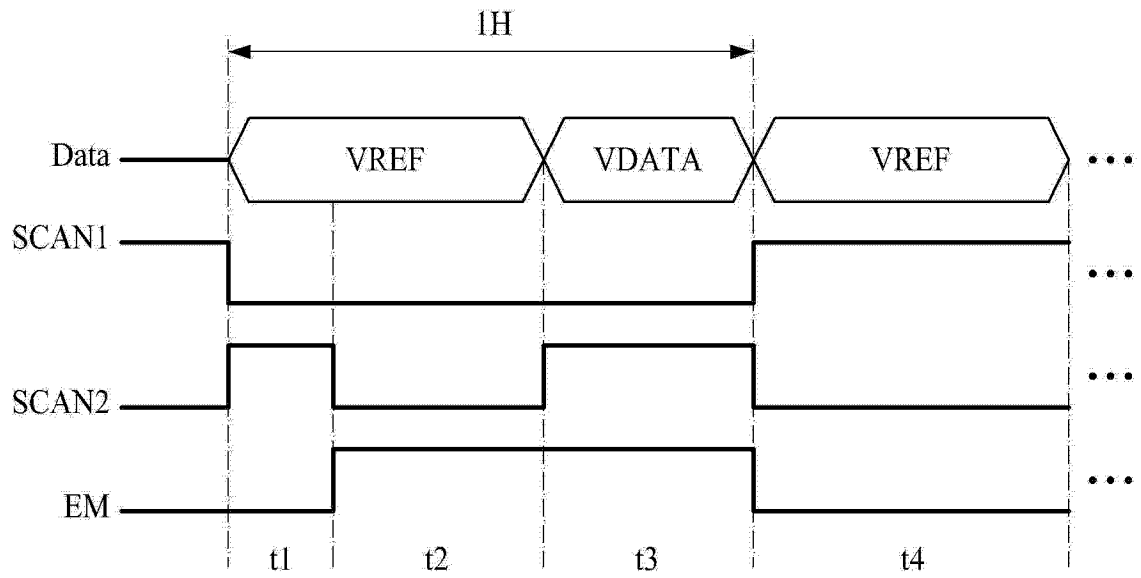 1H
Data VREF VDATA VREF ...
SCAN1 ...
SCAN2 ...
EM ...
t1 t2 t3 t4